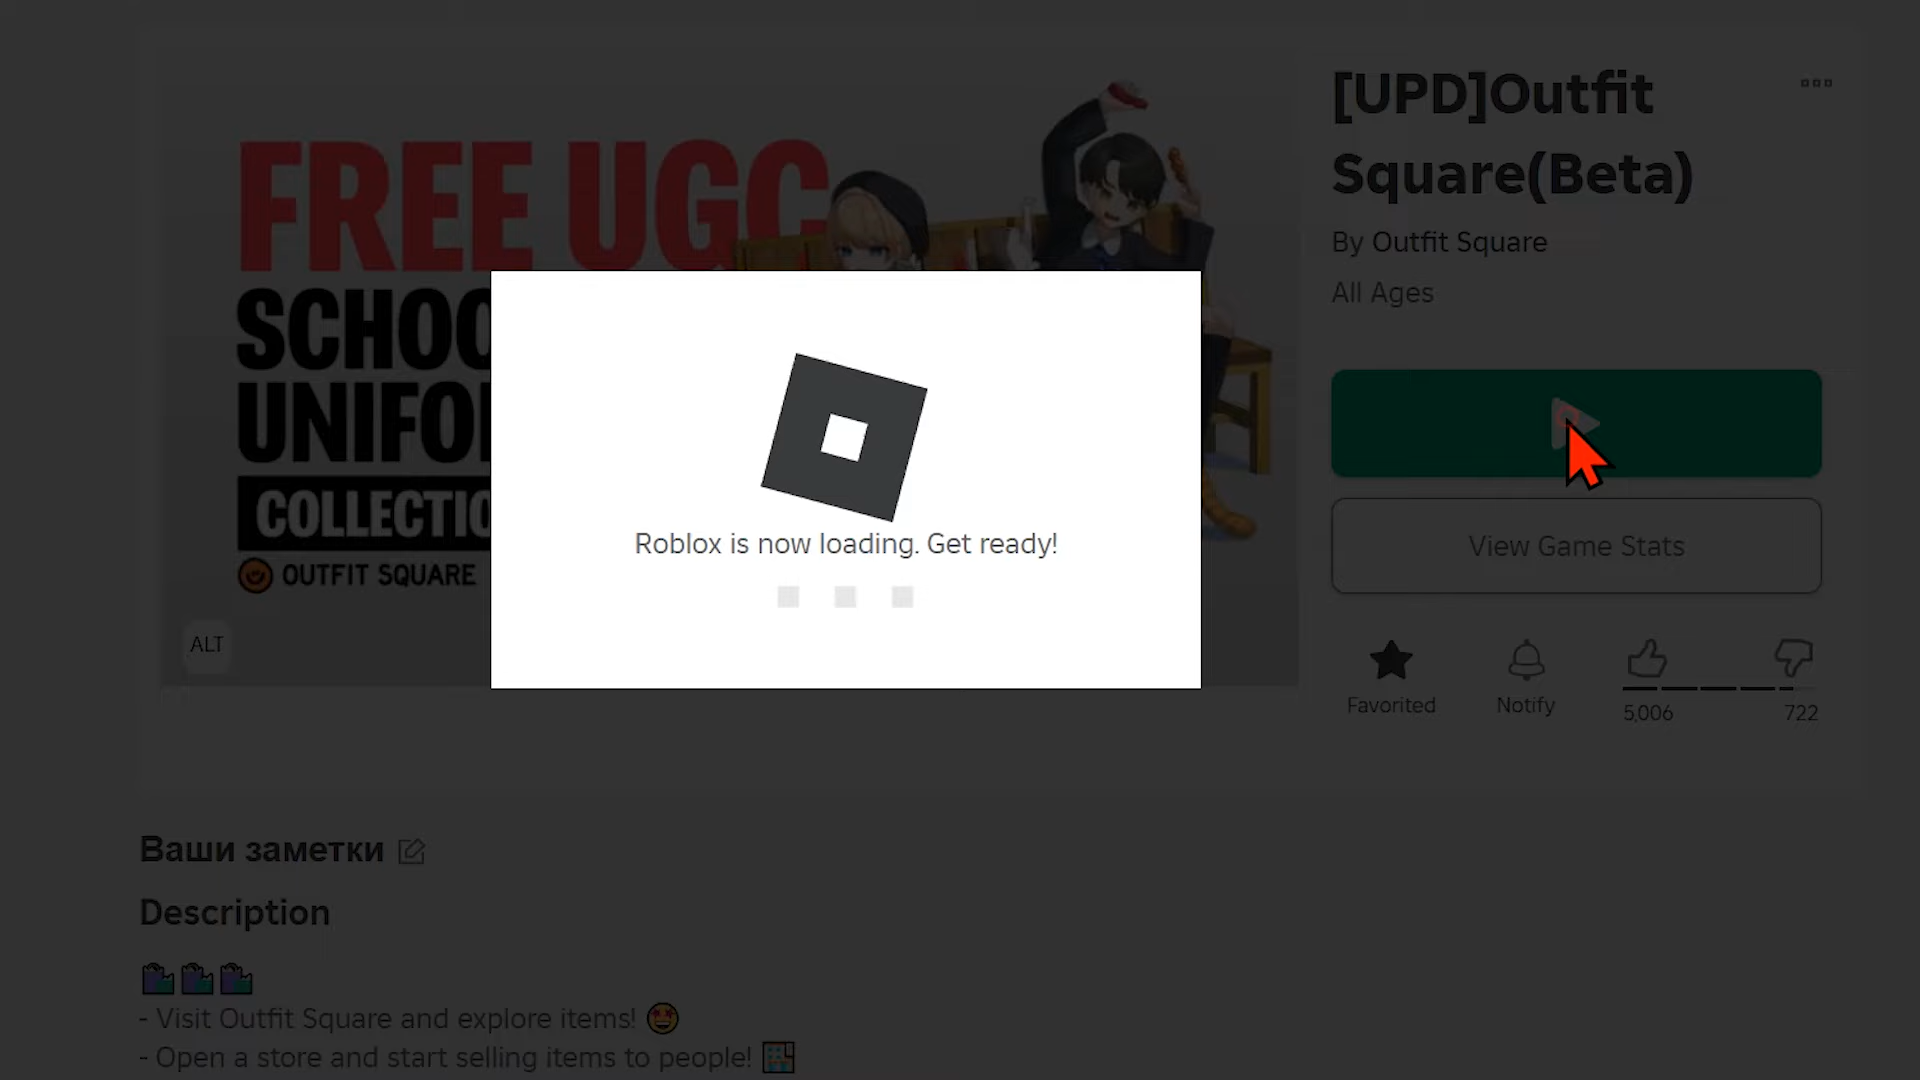 [UPD]Outfit
Square(Beta)
By Outfit Square
All Ages
FREE UGC
SCHOO
UNIFO
COLLECTIO
OUTFIT SQUARE
ALT
Roblox is now loading. Get ready!
View Game Stats
Favorited
Notify
5,006
722
Ваши заметки
Description
- Visit Outfit Square and explore items! 🤩
- Open a store and start selling items to people! 🏪